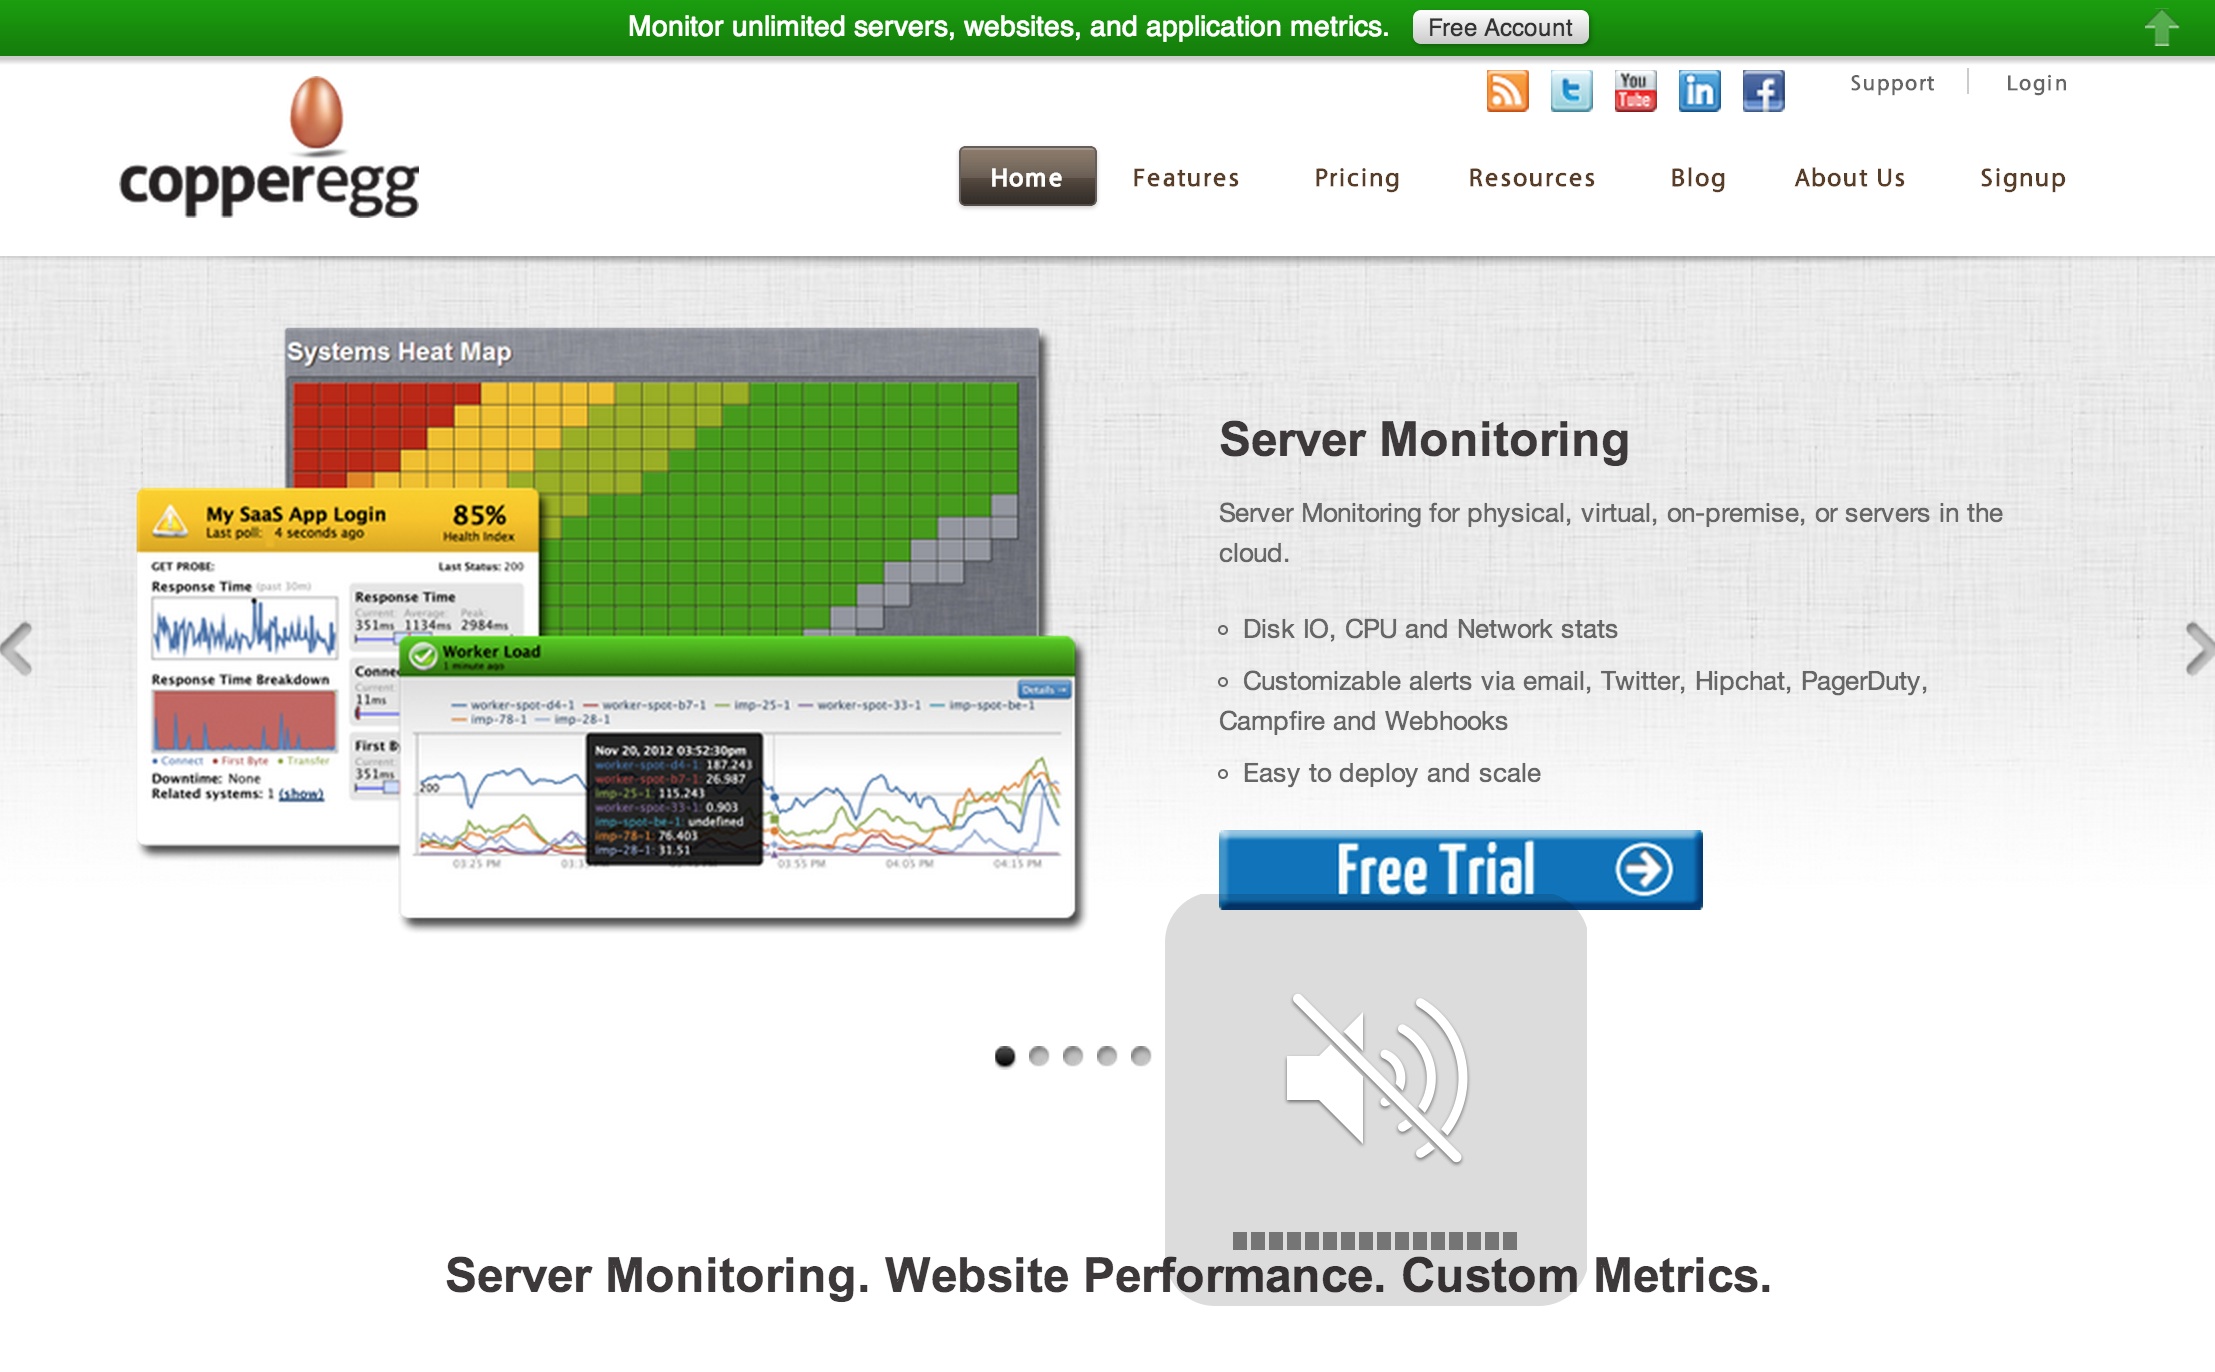 Monitor unlimited servers, websites, and application metrics. Free Account
Support Login
copperegg
Home Features Pricing Resources Blog About Us Signup
Systems Heat Map
My SaaS App Login 85%
Last poll: 4 seconds ago Health Index
GET PROBE: Last Status: 200
Response Time (past 30m)
Response Time
Current: Average: Peak:
351ms 1134ms 2984ms
11ms
Response Time Breakdown
Current:
351ms
• Connect • First Byte • Transfer
Downtime: None
Related systems: 1 (show)
Worker Load
1 minute ago
Details
worker-spot-d4-1 worker-spot-b7-1 imp-25-1 worker-spot-33-1 imp-spot-be-1
imp-78-1 imp-28-1
200
Nov 20, 2012 03:52:30pm
worker-spot-d4-1: 187.243
worker-spot-b7-1: 26.987
imp-25-1: 115.243
worker-spot-33-1: 0.903
imp-spot-be-1: undefined
imp-78-1: 76.403
imp-28-1: 31.51
03:25 PM 03:55 PM 04:05 PM 04:15 PM
Server Monitoring
Server Monitoring for physical, virtual, on-premise, or servers in the
cloud.
Disk IO, CPU and Network stats
Customizable alerts via email, Twitter, Hipchat, PagerDuty,
Campfire and Webhooks
Easy to deploy and scale
Free Trial
Server Monitoring. Website Performance. Custom Metrics.